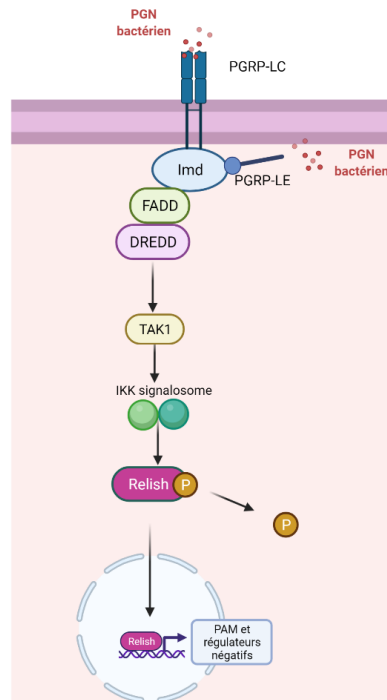 PGN
bactérien
PGRP-LC
Imd
PGRP-LE
PGN
bactérien
FADD
DREDD
TAK1
IKK signalosome
Relish
P
P
Relish
PAM et
régulateurs
négatifs